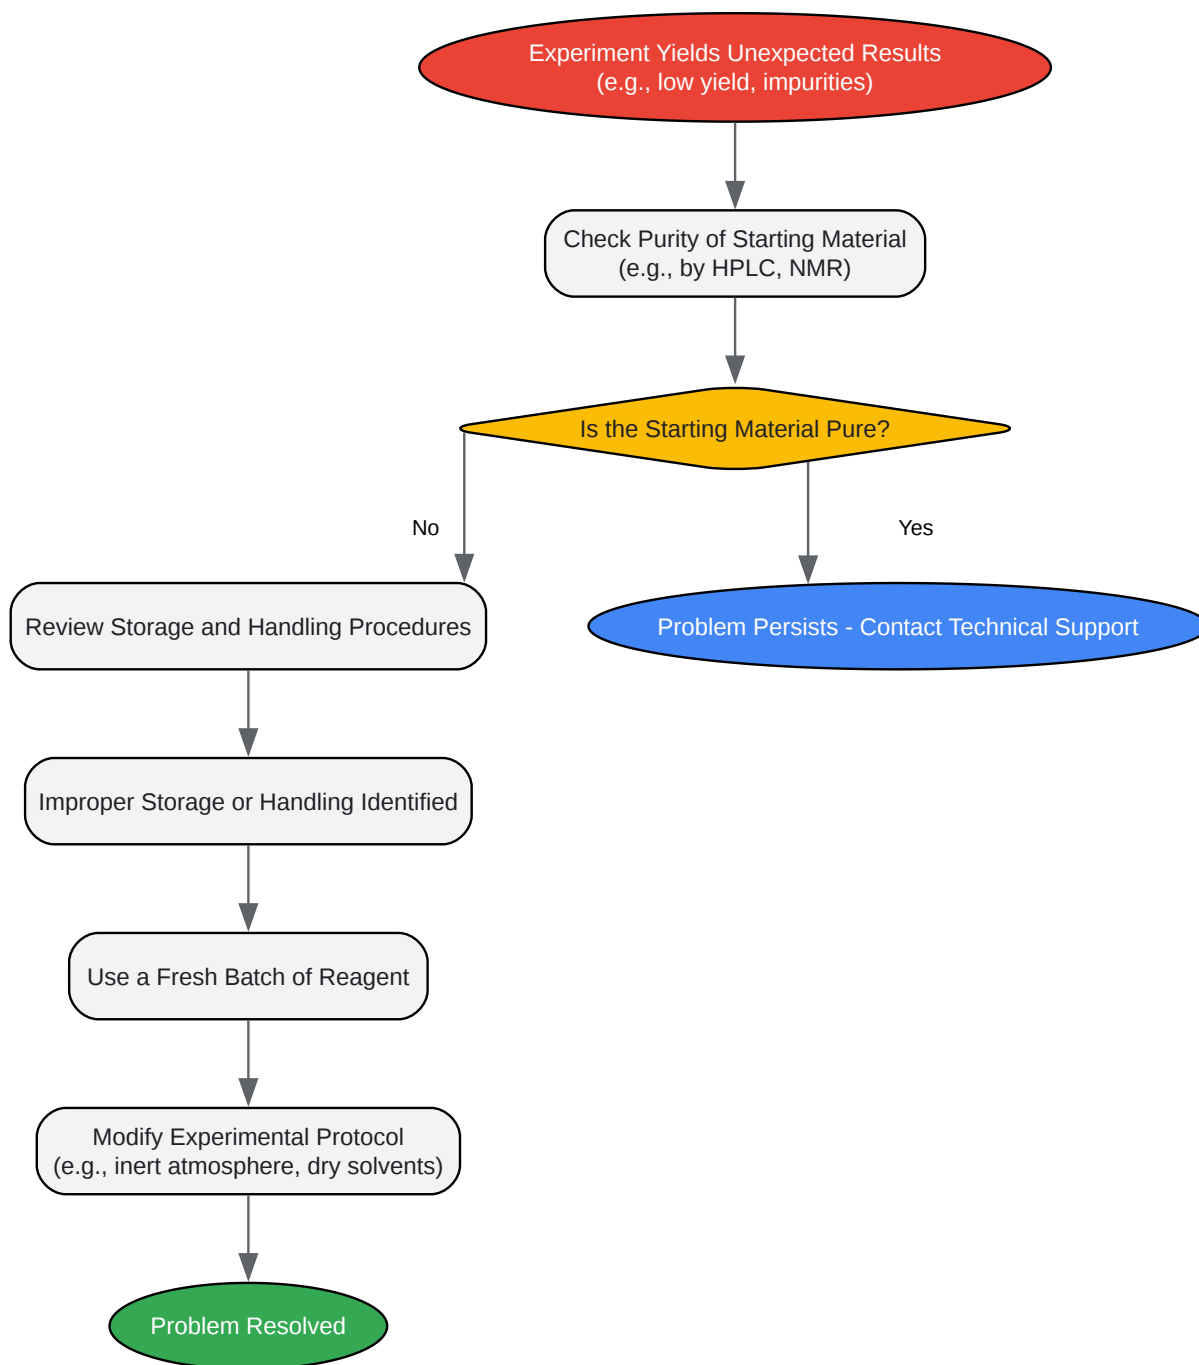 Experiment Yields Unexpected Results
(e.g., low yield, impurities)
Check Purity of Starting Material
(e.g., by HPLC, NMR)
Is the Starting Material Pure?
No
Yes
Review Storage and Handling Procedures
Problem Persists - Contact Technical Support
Improper Storage or Handling Identified
Use a Fresh Batch of Reagent
Modify Experimental Protocol
(e.g., inert atmosphere, dry solvents)
Problem Resolved